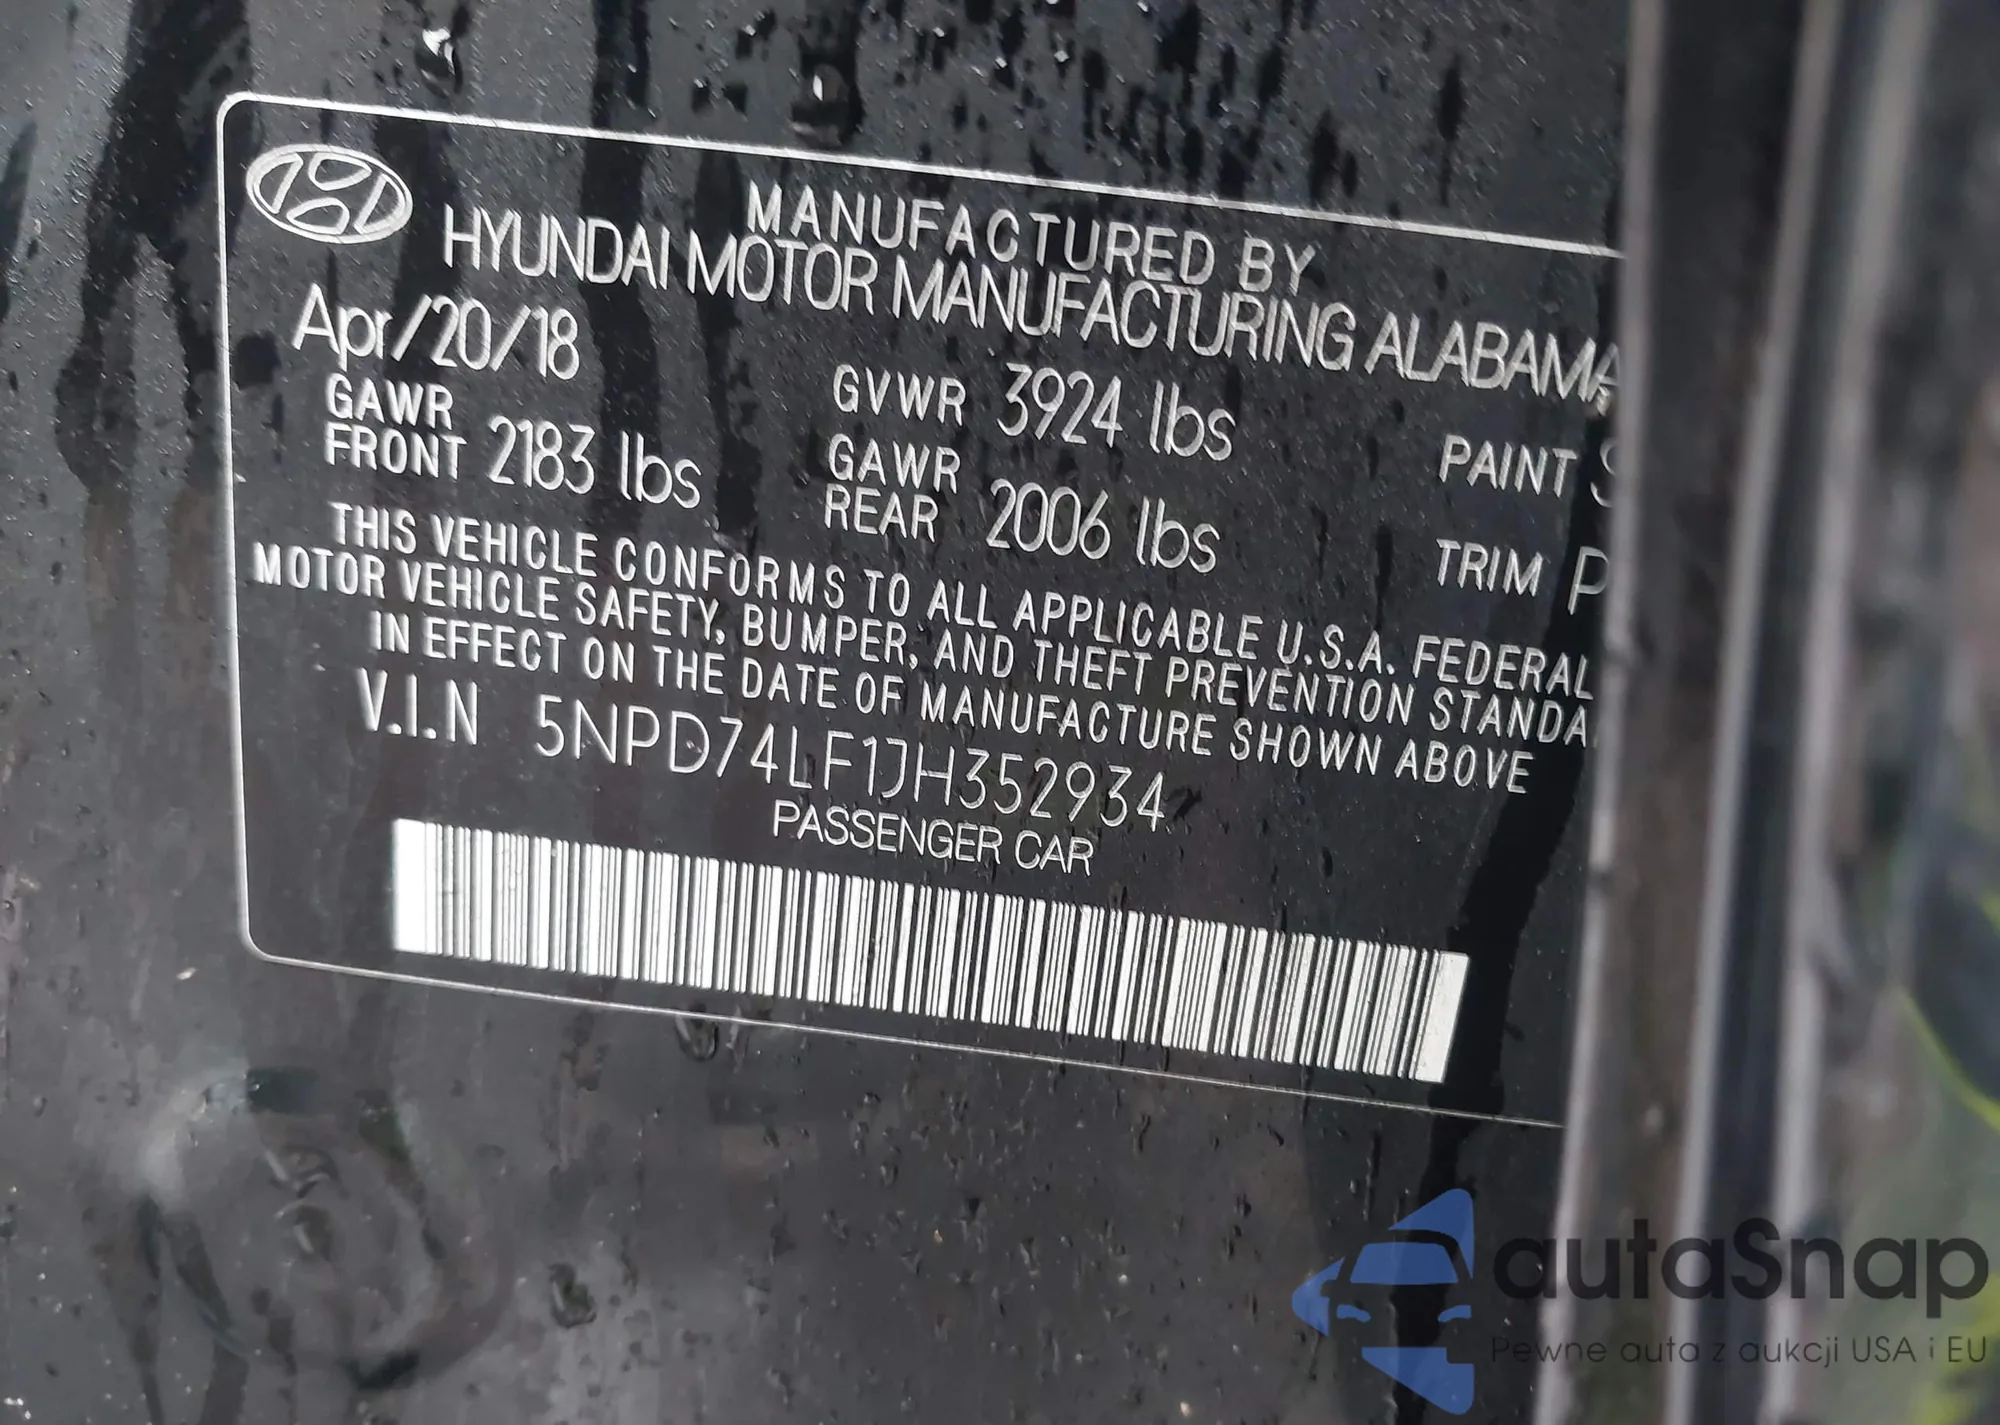 MANUFACTURED BY
HYUNDAI MOTOR MANUFACTURING ALABAMA
Apr/20/18
GVWR 3924 lbs
PAINT
GAWR
FRONT 2183 lbs
GAWR
REAR 2006 lbs
TRIM P
THIS VEHICLE CONFORMS TO ALL APPLICABLE U.S.A. FEDERAL
MOTOR VEHICLE SAFETY, BUMPER, AND THEFT PREVENTION STANDA
IN EFFECT ON THE DATE OF MANUFACTURE SHOWN ABOVE
V.I.N 5NPD74LF1JH352934
PASSENGER CAR
autaSnap
Pewne auta z aukcji USA i EU